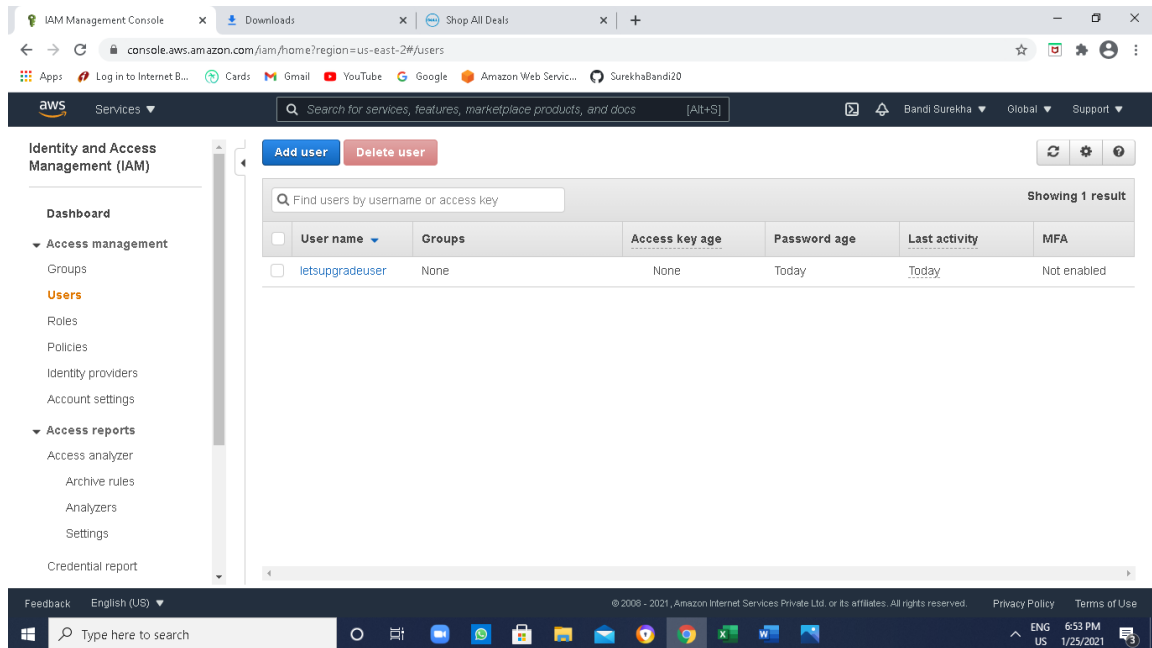 IAM Management Console
Downloads
Shop All Deals
console.aws.amazon.com/iam/home?region=us-east-2#/users
Apps Log in to Internet B... Cards Gmail YouTube Google Amazon Web Servic... SurekhaBandi20
aws Services Search for services, features, marketplace products, and docs [Alt+S] Bandi Surekha Global Support
Identity and Access
Management (IAM)
Dashboard
Access management
Groups
Users
Roles
Policies
Identity providers
Account settings
Access reports
Access analyzer
Archive rules
Analyzers
Settings
Credential report
Add user Delete user
Find users by username or access key Showing 1 result
User name Groups Access key age Password age Last activity MFA
letsupgradeuser None None Today Today Not enabled
Feedback English (US) © 2008 - 2021, Amazon Internet Services Private Ltd. or its affiliates. All rights reserved. Privacy Policy Terms of Use
Type here to search
ENG 6:53 PM
US 1/25/2021
3